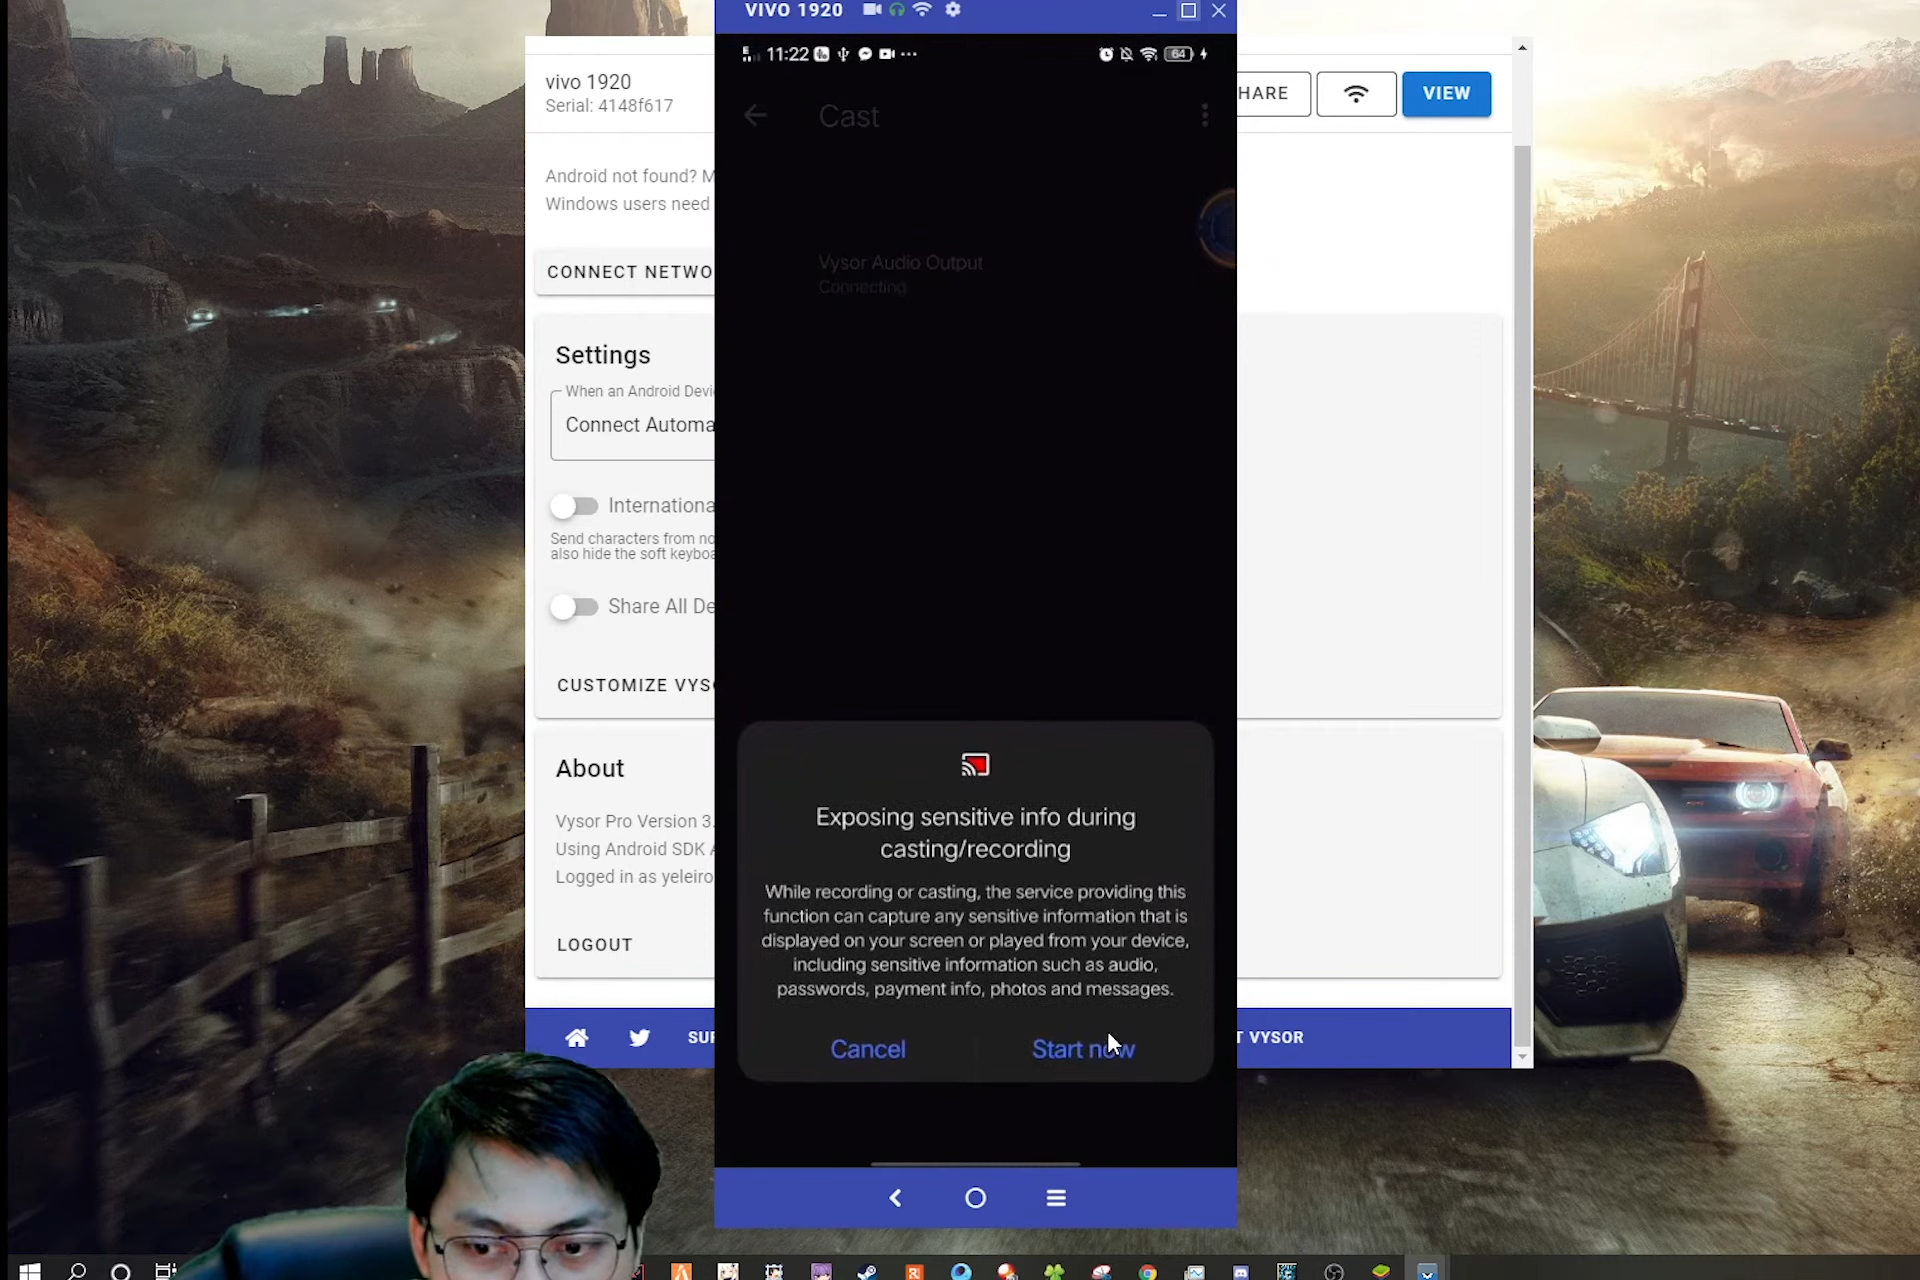 VIVO 1920
11:22
64
Cast
Vysor Audio Output
Connecting
Exposing sensitive info during
casting/recording
While recording or casting, the service providing this
function can capture any sensitive information that is
displayed on your screen or played from your device,
including sensitive information such as audio,
passwords, payment info, photos and messages.
Cancel
Start now
vivo 1920
Serial: 4148f617
HARE
VIEW
Android not found? M
Windows users need
CONNECT NETWO
Settings
When an Android Devi
Connect Automa
Internationa
Send characters from no
also hide the soft keyboa
Share All De
CUSTOMIZE VYS
About
Vysor Pro Version 3.
Using Android SDK A
Logged in as yeleiro
LOGOUT
SUP
T VYSOR